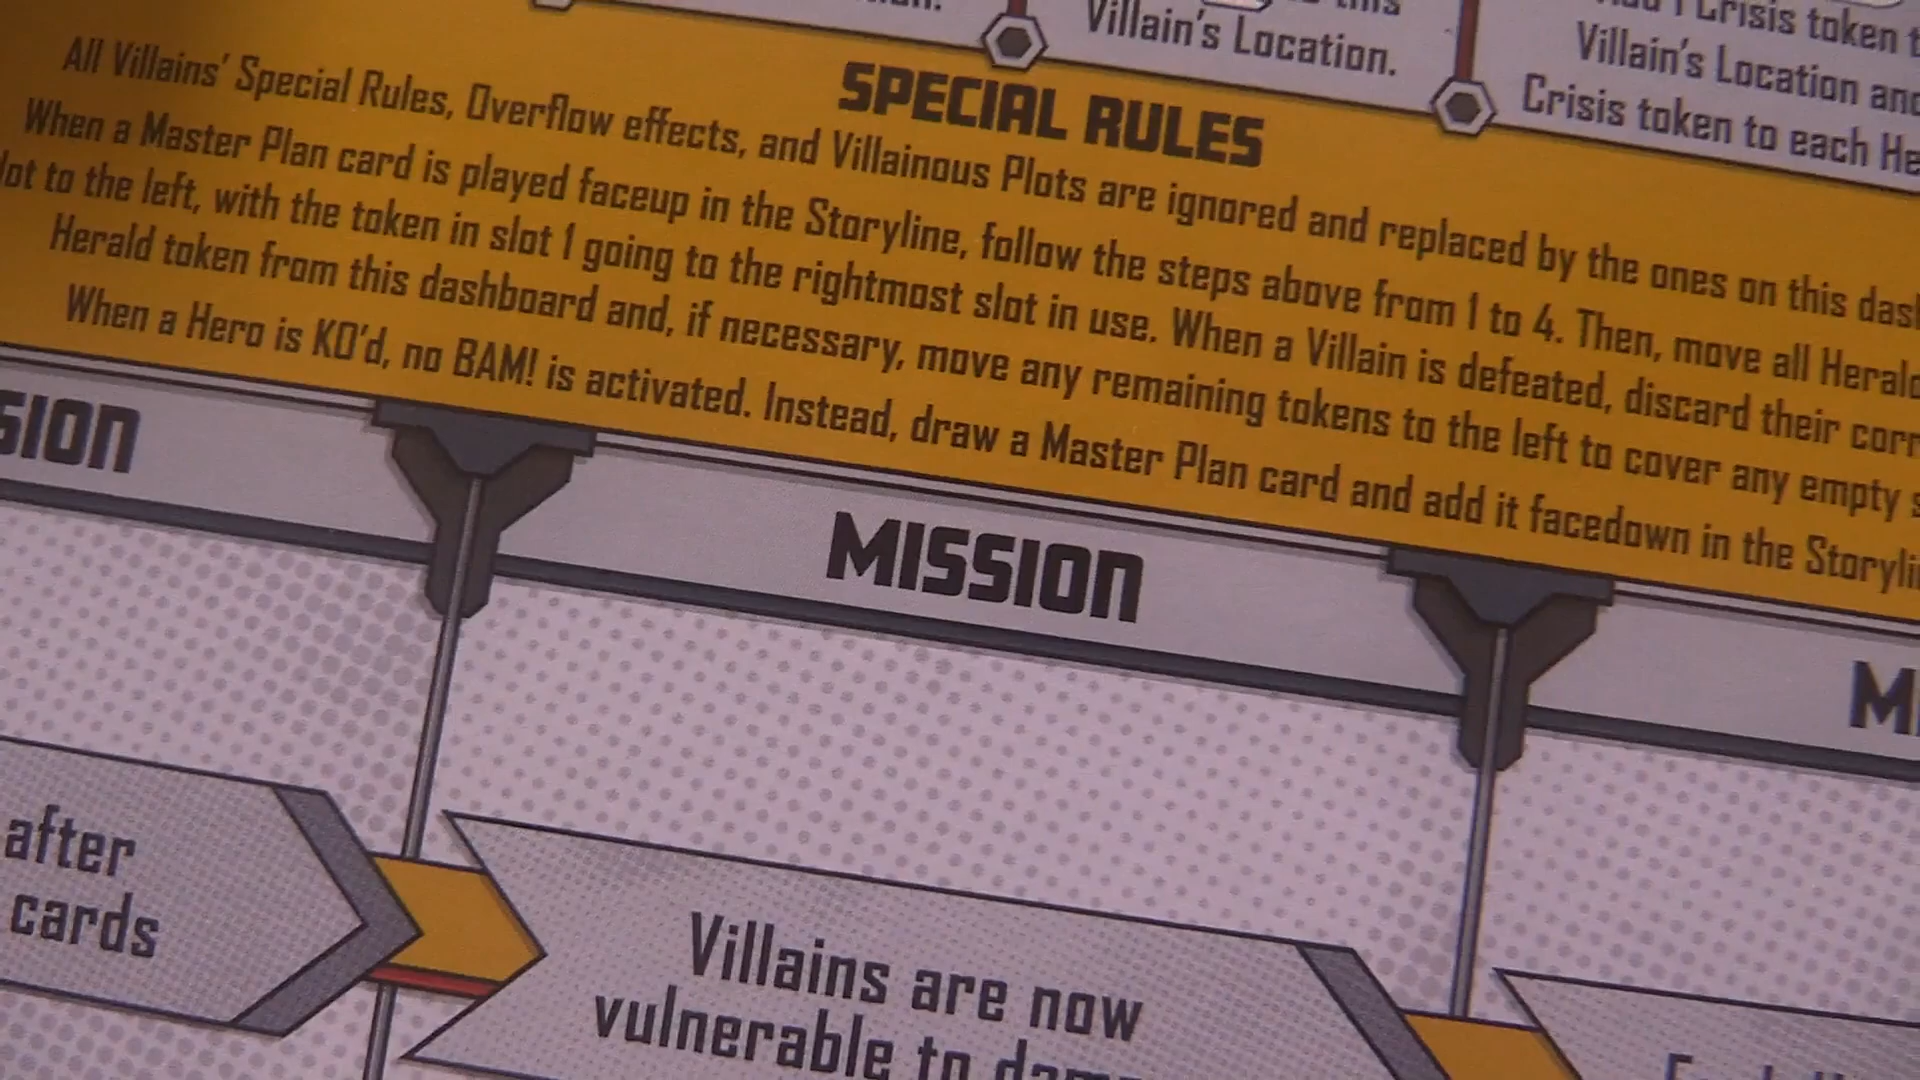 Villain's Location.
Crisis token t
Villain's Location and
Crisis token to each He
SPECIAL RULES
All Villains' Special Rules, Overflow effects, and Villainous Plots are ignored and replaced by the ones on this das
When a Master Plan card is played faceup in the Storyline, follow the steps above from 1 to 4. Then, move all Herald
lot to the left, with the token in slot 1 going to the rightmost slot in use. When a Villain is defeated, discard their corr
Herald token from this dashboard and, if necessary, move any remaining tokens to the left to cover any empty s
When a Hero is KO'd, no BAM! is activated. Instead, draw a Master Plan card and add it facedown in the Storyli
SION
MISSION
M
after
cards
Villains are now
vulnerable to dam